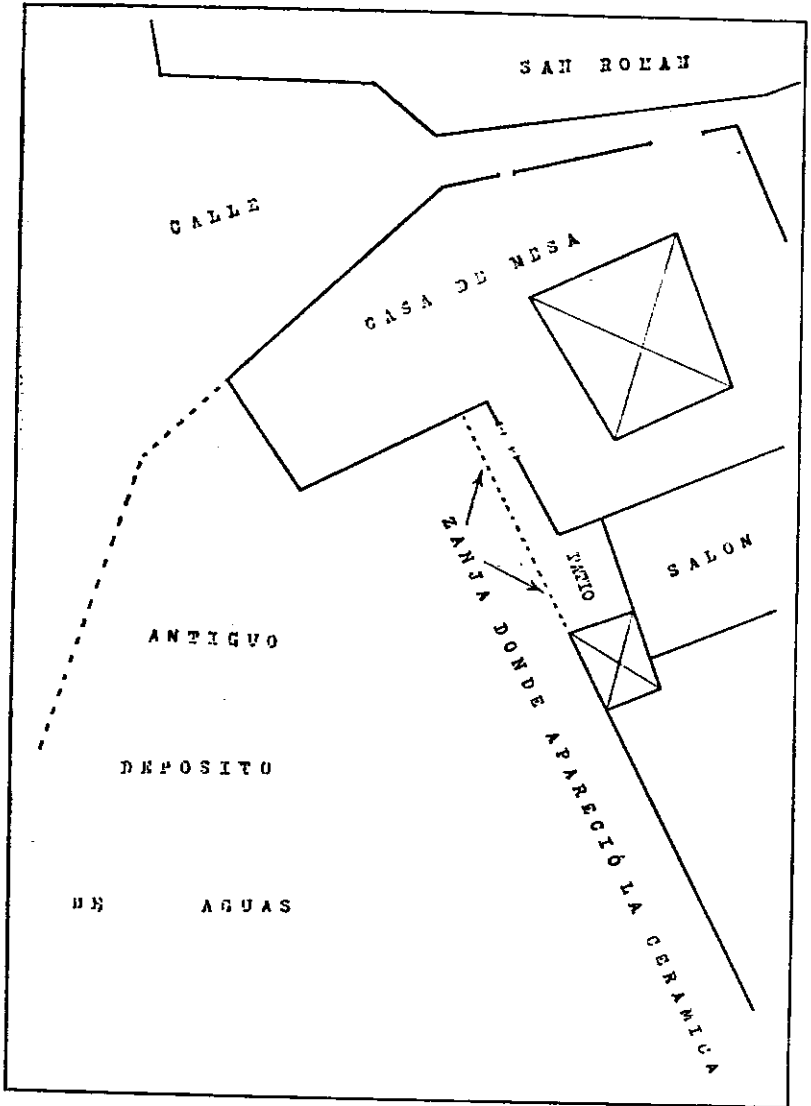 SAN ROMAN
CALLE
CASA DE MESA
ZANJA DONDE APARECIÓ LA CERAMICA
PATIO
SALON
ANTIGUO
DEPOSITO
DE AGUAS